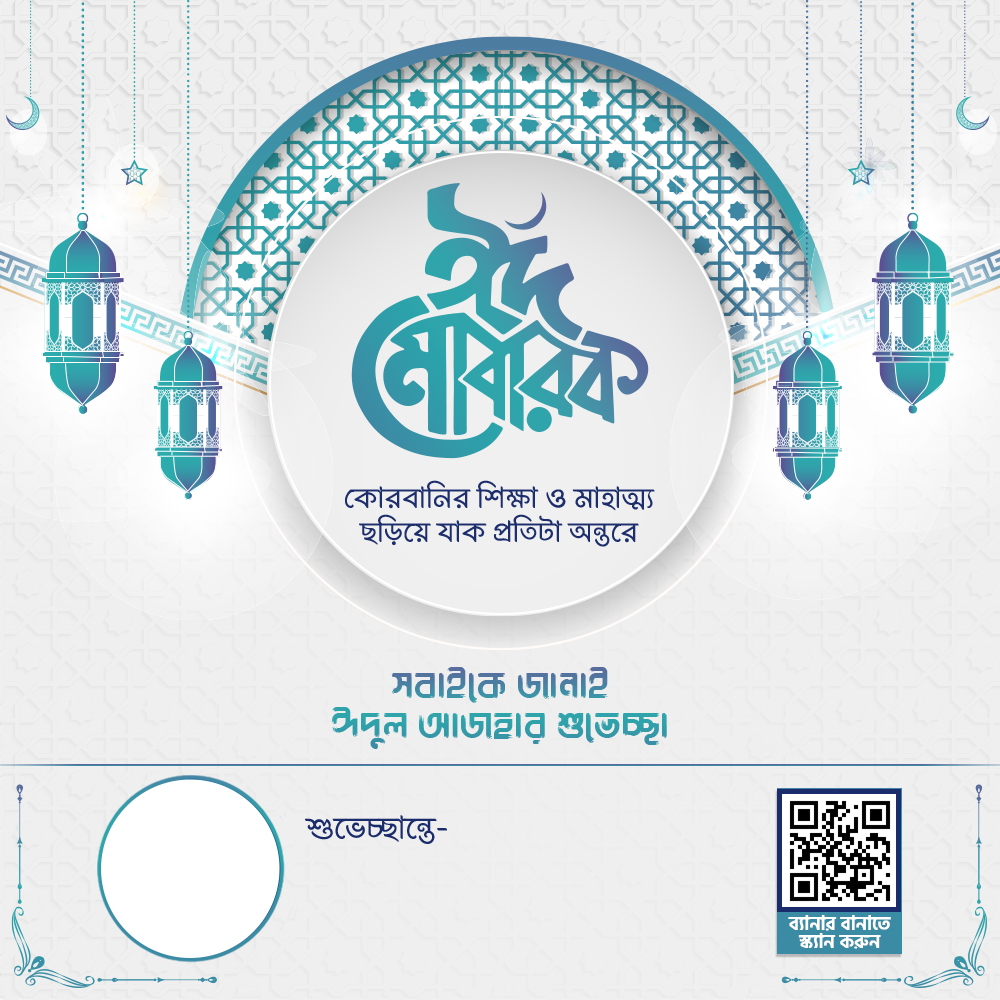 ঈদ
মোবারক
কোরবানির শিক্ষা ও মাহাত্ম্য
ছড়িয়ে যাক প্রতিটা অন্তরে
সবাইকে জানাই
ঈদুল আজহার শুভেচ্ছা
শুভেচ্ছান্তে-
ব্যানার বানাতে
স্ক্যান করুন